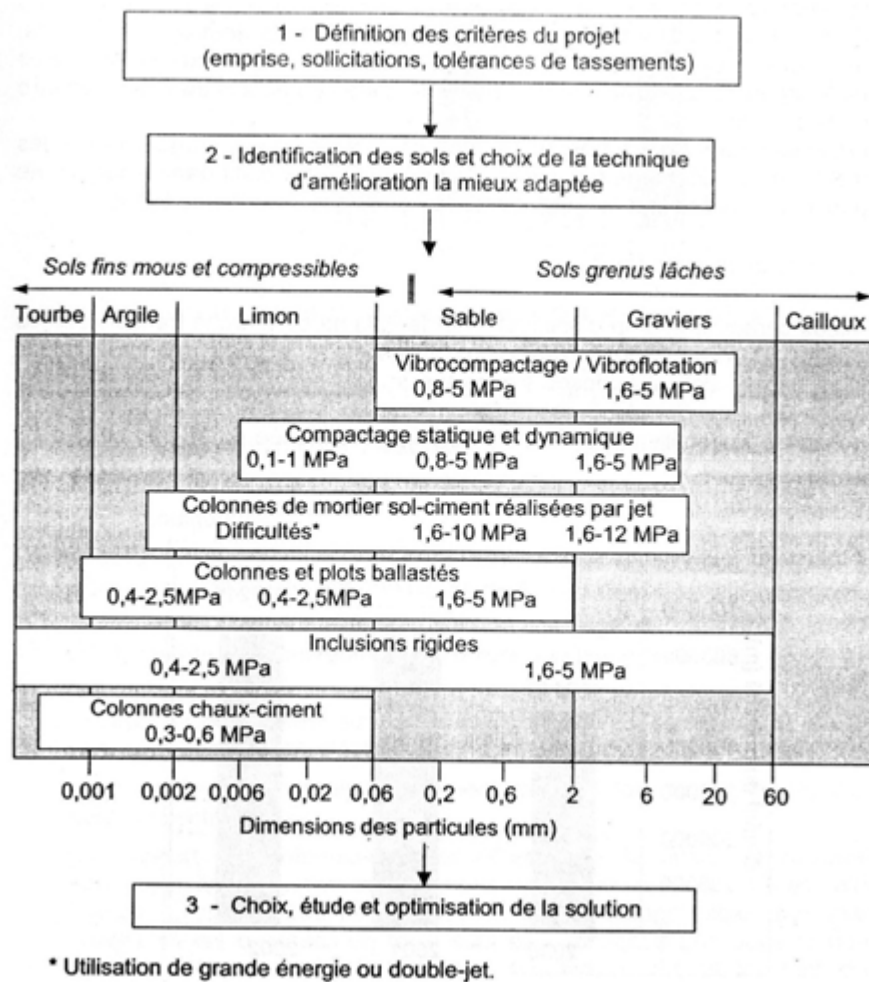 1 - Définition des critères du projet
(emprise, sollicitations, tolérances de tassements)
2 - Identification des sols et choix de la technique
d'amélioration la mieux adaptée
Sols fins mous et compressibles
Sols grenus lâches
Tourbe Argile Limon Sable Graviers Cailloux
Vibrocompactage / Vibroflotation
0,8-5 MPa 1,6-5 MPa
Compactage statique et dynamique
0,1-1 MPa 0,8-5 MPa 1,6-5 MPa
Colonnes de mortier sol-ciment réalisées par jet
Difficultés* 1,6-10 MPa 1,6-12 MPa
Colonnes et plots ballastés
0,4-2,5MPa 0,4-2,5MPa 1,6-5 MPa
Inclusions rigides
0,4-2,5 MPa 1,6-5 MPa
Colonnes chaux-ciment
0,3-0,6 MPa
0,001 0,002 0,006 0,02 0,06 0,2 0,6 2 6 20 60
Dimensions des particules (mm)
3 - Choix, étude et optimisation de la solution
* Utilisation de grande énergie ou double-jet.